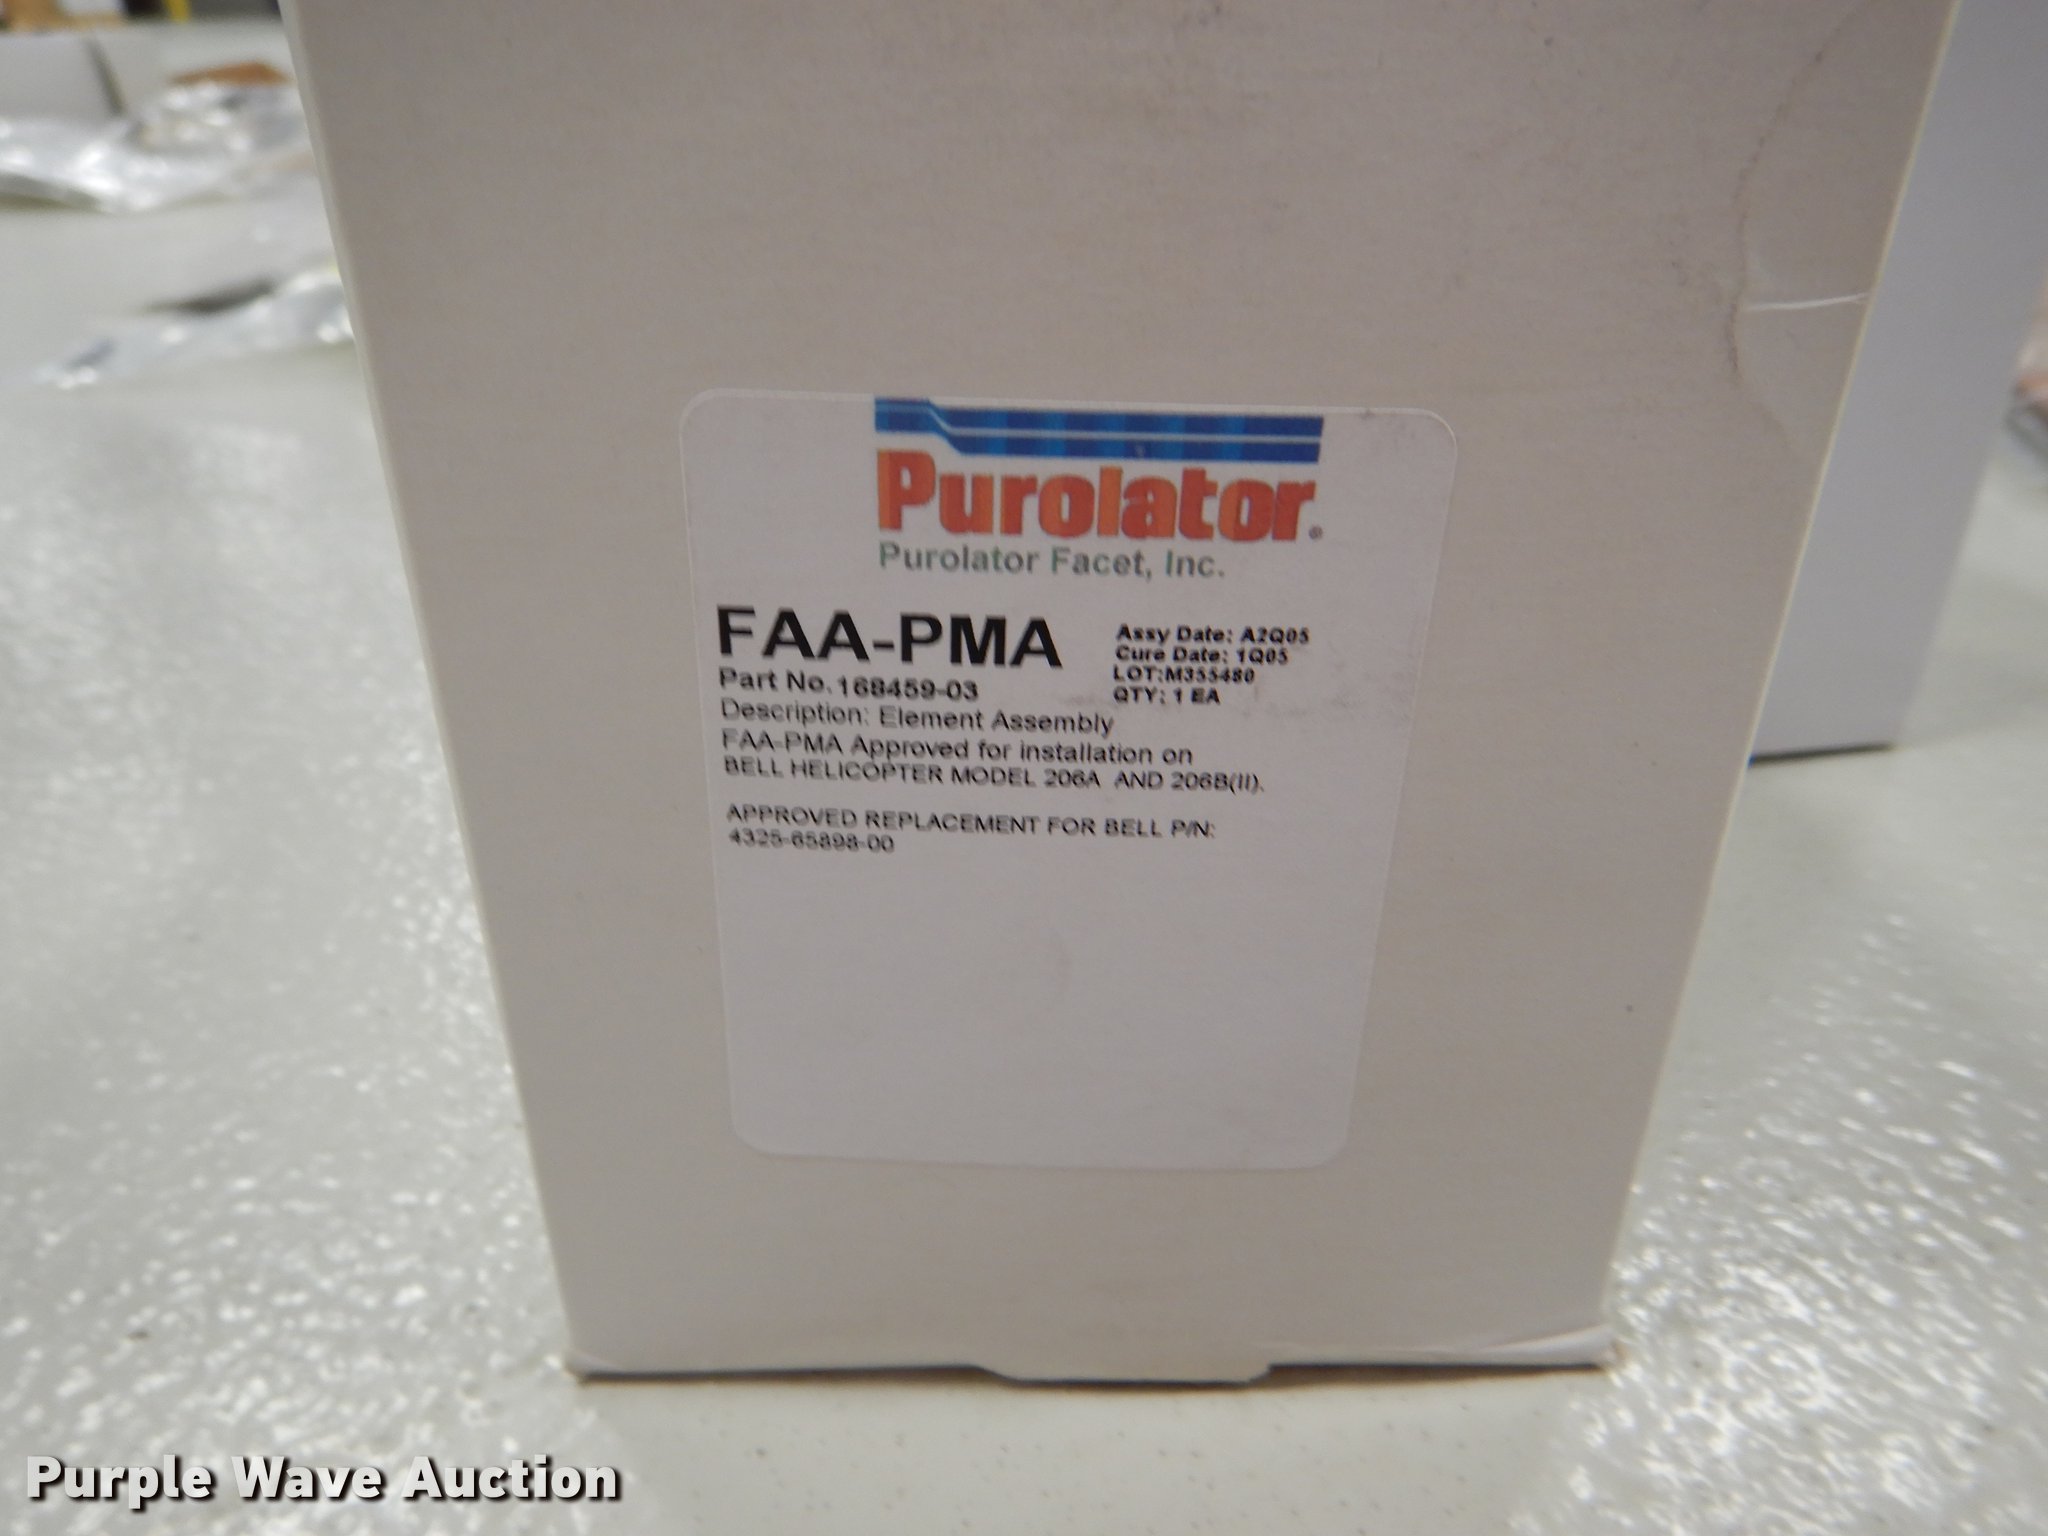 Purolator®
Purolator Facet, Inc.
FAA-PMA
Assy Date: A2Q05
Cure Date: 1Q05
LOT:M355480
QTY: 1 EA
Part No. 168459-03
Description: Element Assembly
FAA-PMA Approved for installation on
BELL HELICOPTER MODEL 206A AND 206B(II).
APPROVED REPLACEMENT FOR BELL P/N:
4325-65898-00
Purple Wave Auction